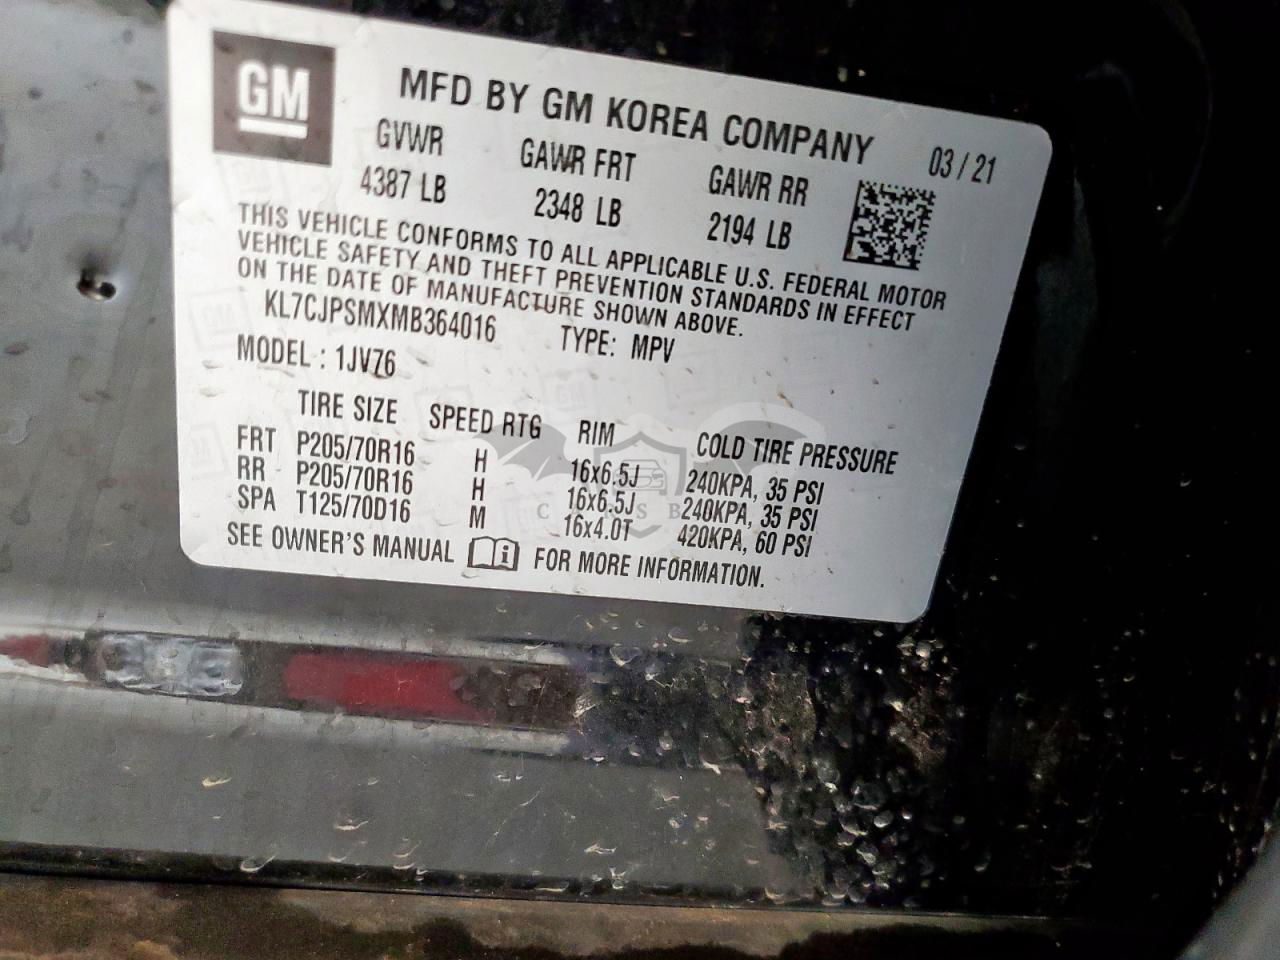 GM
MFD BY GM KOREA COMPANY 03 / 21
GVWR GAWR FRT GAWR RR
4387 LB 2348 LB 2194 LB
THIS VEHICLE CONFORMS TO ALL APPLICABLE U.S. FEDERAL MOTOR
VEHICLE SAFETY AND THEFT PREVENTION STANDARDS IN EFFECT
ON THE DATE OF MANUFACTURE SHOWN ABOVE.
KL7CJPSMXMB364016 TYPE: MPV
MODEL : 1JV76
TIRE SIZE SPEED RTG RIM COLD TIRE PRESSURE
FRT P205/70R16 H 16x6.5J 240KPA, 35 PSI
RR P205/70R16 H 16x6.5J 240KPA, 35 PSI
SPA T125/70D16 M 16x4.0T 420KPA, 60 PSI
SEE OWNER'S MANUAL FOR MORE INFORMATION.